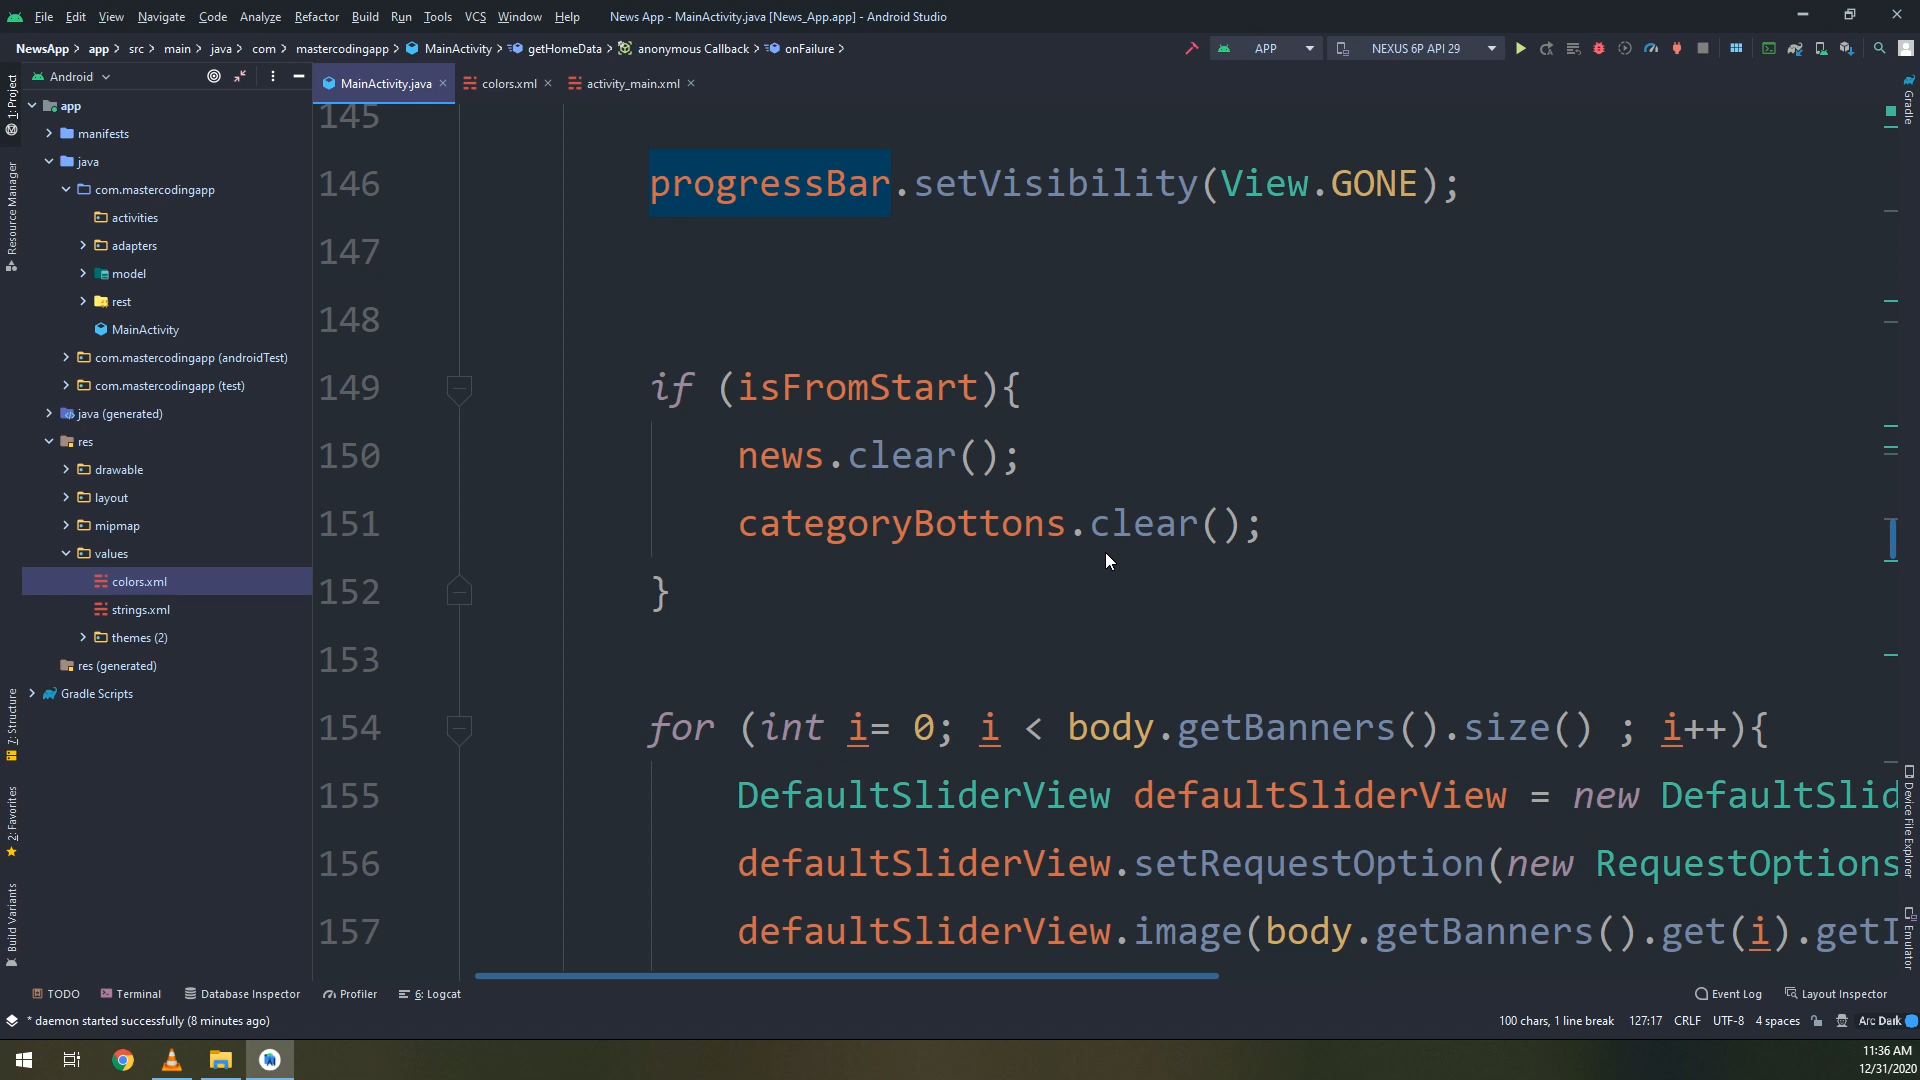 File Edit View Navigate Code Analyze Refactor Build Run Tools VCS Window Help News App - MainActivity.java [News_App.app] - Android Studio
NewsApp app src main java com mastercodingapp MainActivity getHomeData anonymous Callback onFailure APP NEXUS 6P API 29
Android MainActivity.java colors.xml activity_main.xml
app
manifests
java
com.mastercodingapp
activities
adapters
model
rest
MainActivity
com.mastercodingapp (androidTest)
com.mastercodingapp (test)
java (generated)
res
drawable
layout
mipmap
values
colors.xml
strings.xml
themes (2)
res (generated)
Gradle Scripts
1: Project
Resource Manager
7: Structure
2: Favorites
Build Variants
145
146 progressBar.setVisibility(View.GONE);
147
148
149 if (isFromStart){
150 news.clear();
151 categoryBottons.clear();
152 }
153
154 for (int i= 0; i < body.getBanners().size() ; i++){
155 DefaultSliderView defaultSliderView = new DefaultSlid
156 defaultSliderView.setRequestOption(new RequestOptions
157 defaultSliderView.image(body.getBanners().get(i).getI
Gradle
Device File Explorer
Emulator
TODO Terminal Database Inspector Profiler 6: Logcat Event Log Layout Inspector
* daemon started successfully (8 minutes ago) 100 chars, 1 line break 127:17 CRLF UTF-8 4 spaces Arc Dark
11:36 AM
12/31/2020